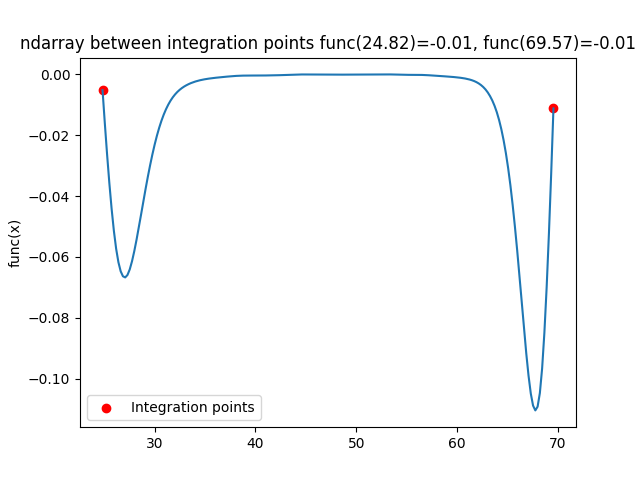 ndarray between integration points func(24.82)=-0.01, func(69.57)=-0.01
0.00
−0.02
−0.04
−0.06
−0.08
−0.10
func(x)
Integration points
30 40 50 60 70